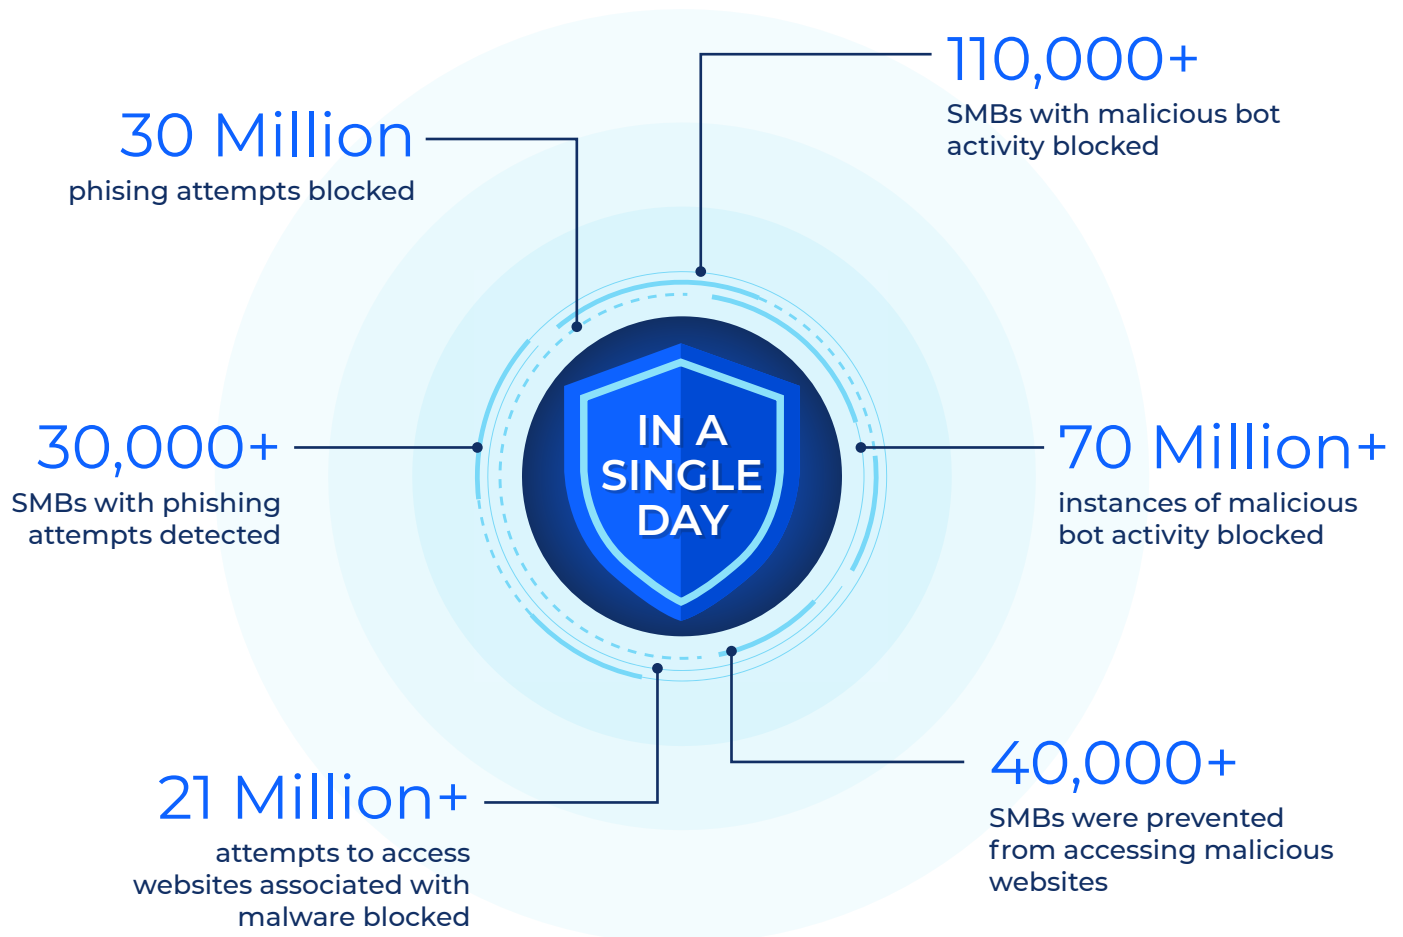 110,000+
SMBs with malicious bot
activity blocked
30 Million
phising attempts blocked
IN A
SINGLE
DAY
30,000+
SMBs with phishing
attempts detected
70 Million+
instances of malicious
bot activity blocked
21 Million+
attempts to access
websites associated with
malware blocked
40,000+
SMBs were prevented
from accessing malicious
websites